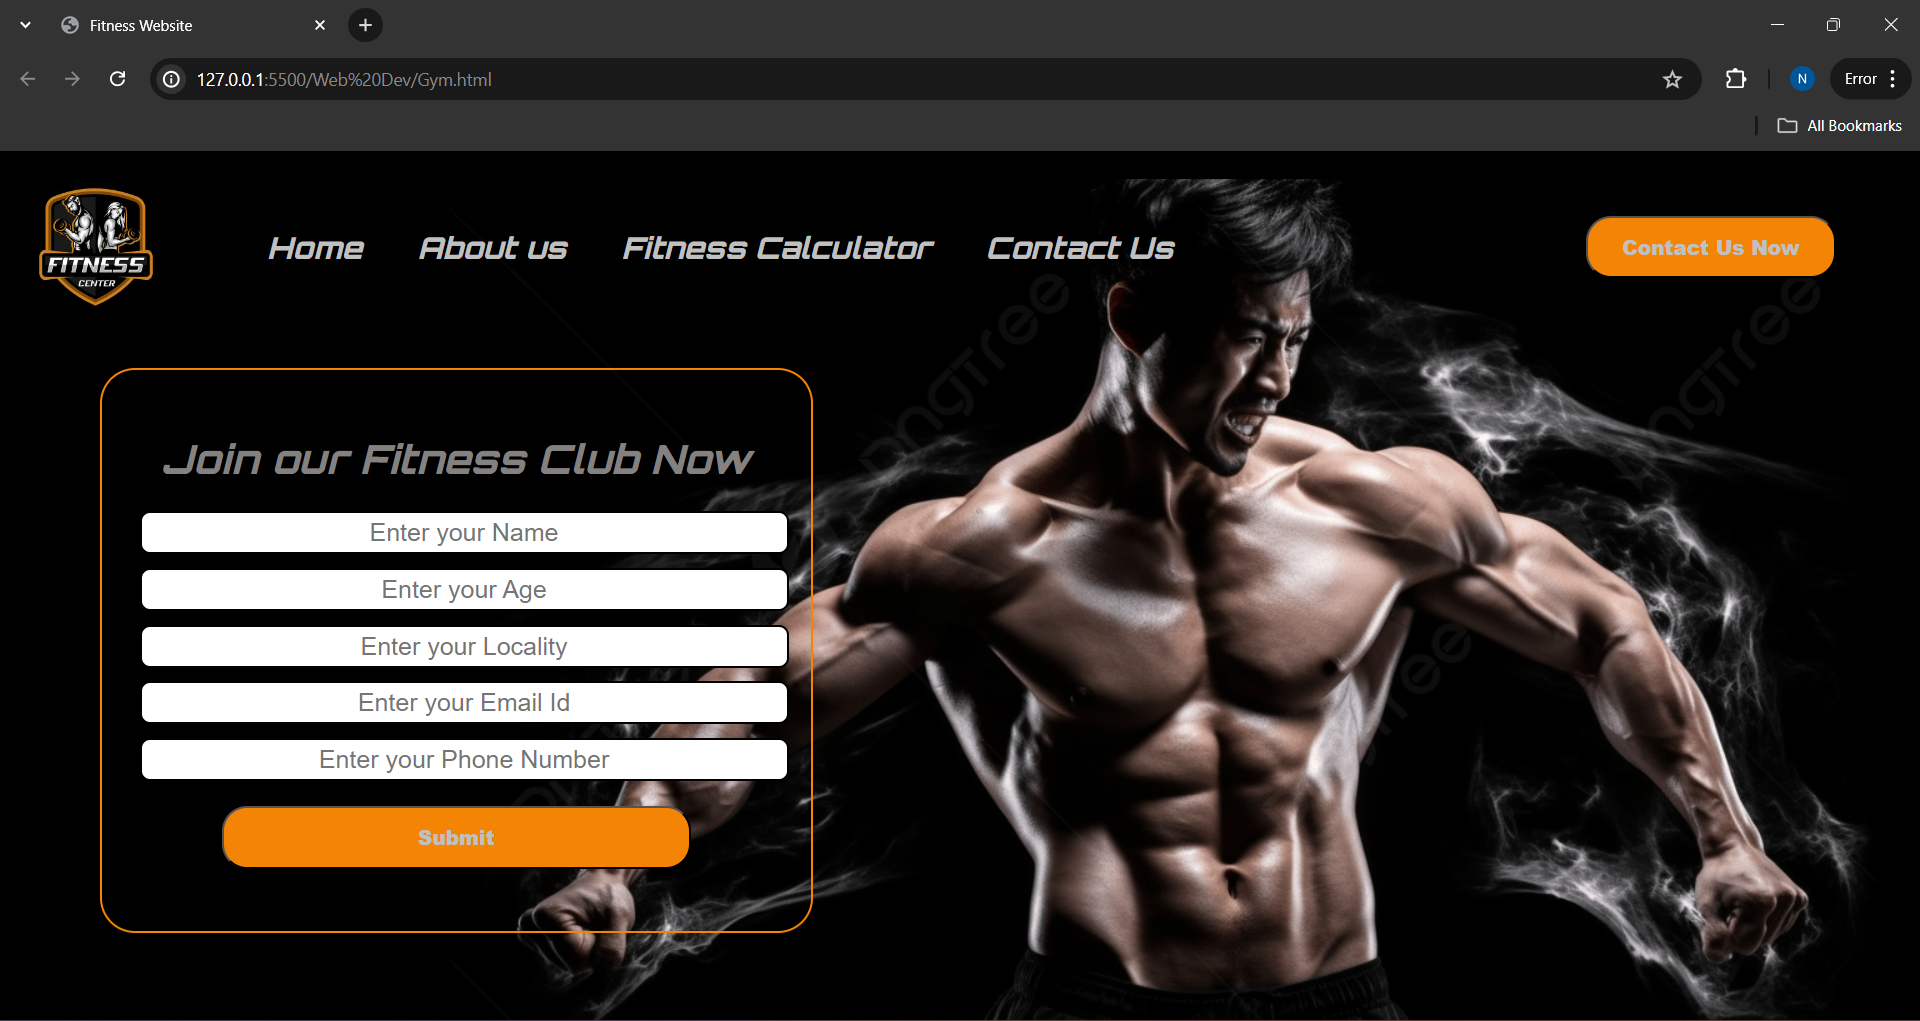 Fitness Website
127.0.0.1:5500/Web%20Dev/Gym.html
N
Error
All Bookmarks
FITNESS
CENTER
Home
About us
Fitness Calculator
Contact Us
Contact Us Now
Join our Fitness Club Now
Enter your Name
Enter your Age
Enter your Locality
Enter your Email Id
Enter your Phone Number
Submit
pngtree
pngtree